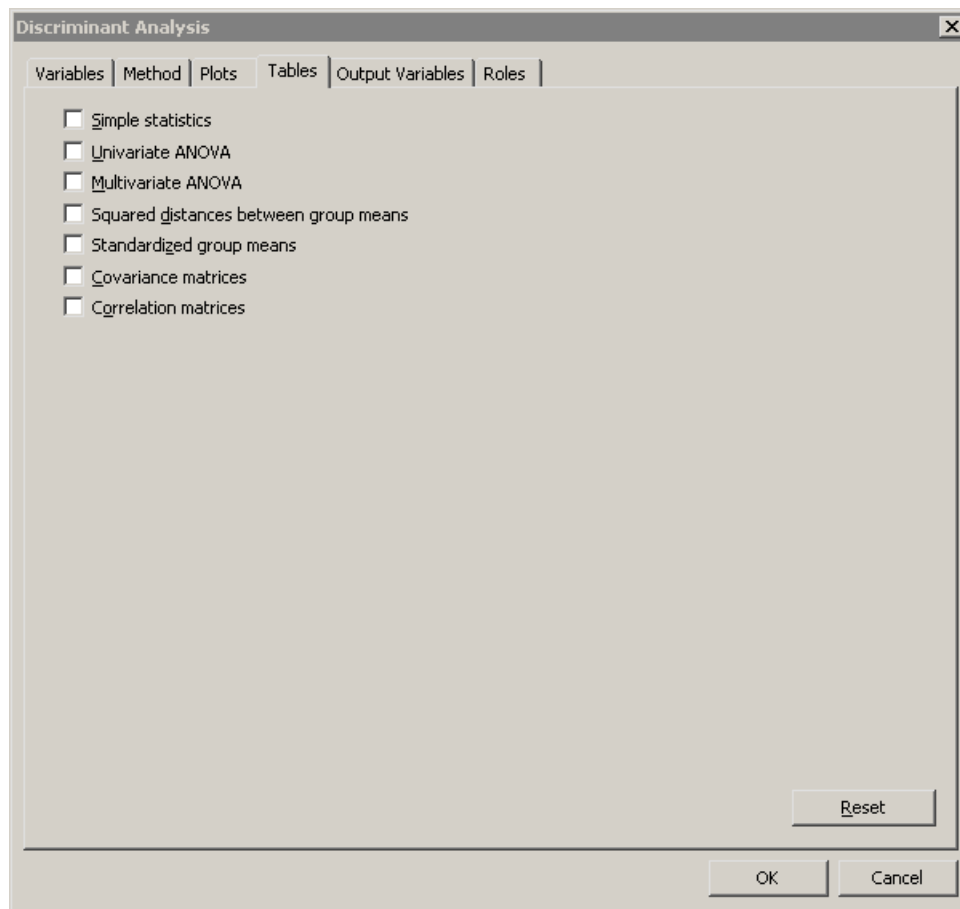 Discriminant Analysis
Variables Method Plots Tables Output Variables Roles
Simple statistics
Univariate ANOVA
Multivariate ANOVA
Squared distances between group means
Standardized group means
Covariance matrices
Correlation matrices
Reset
OK Cancel